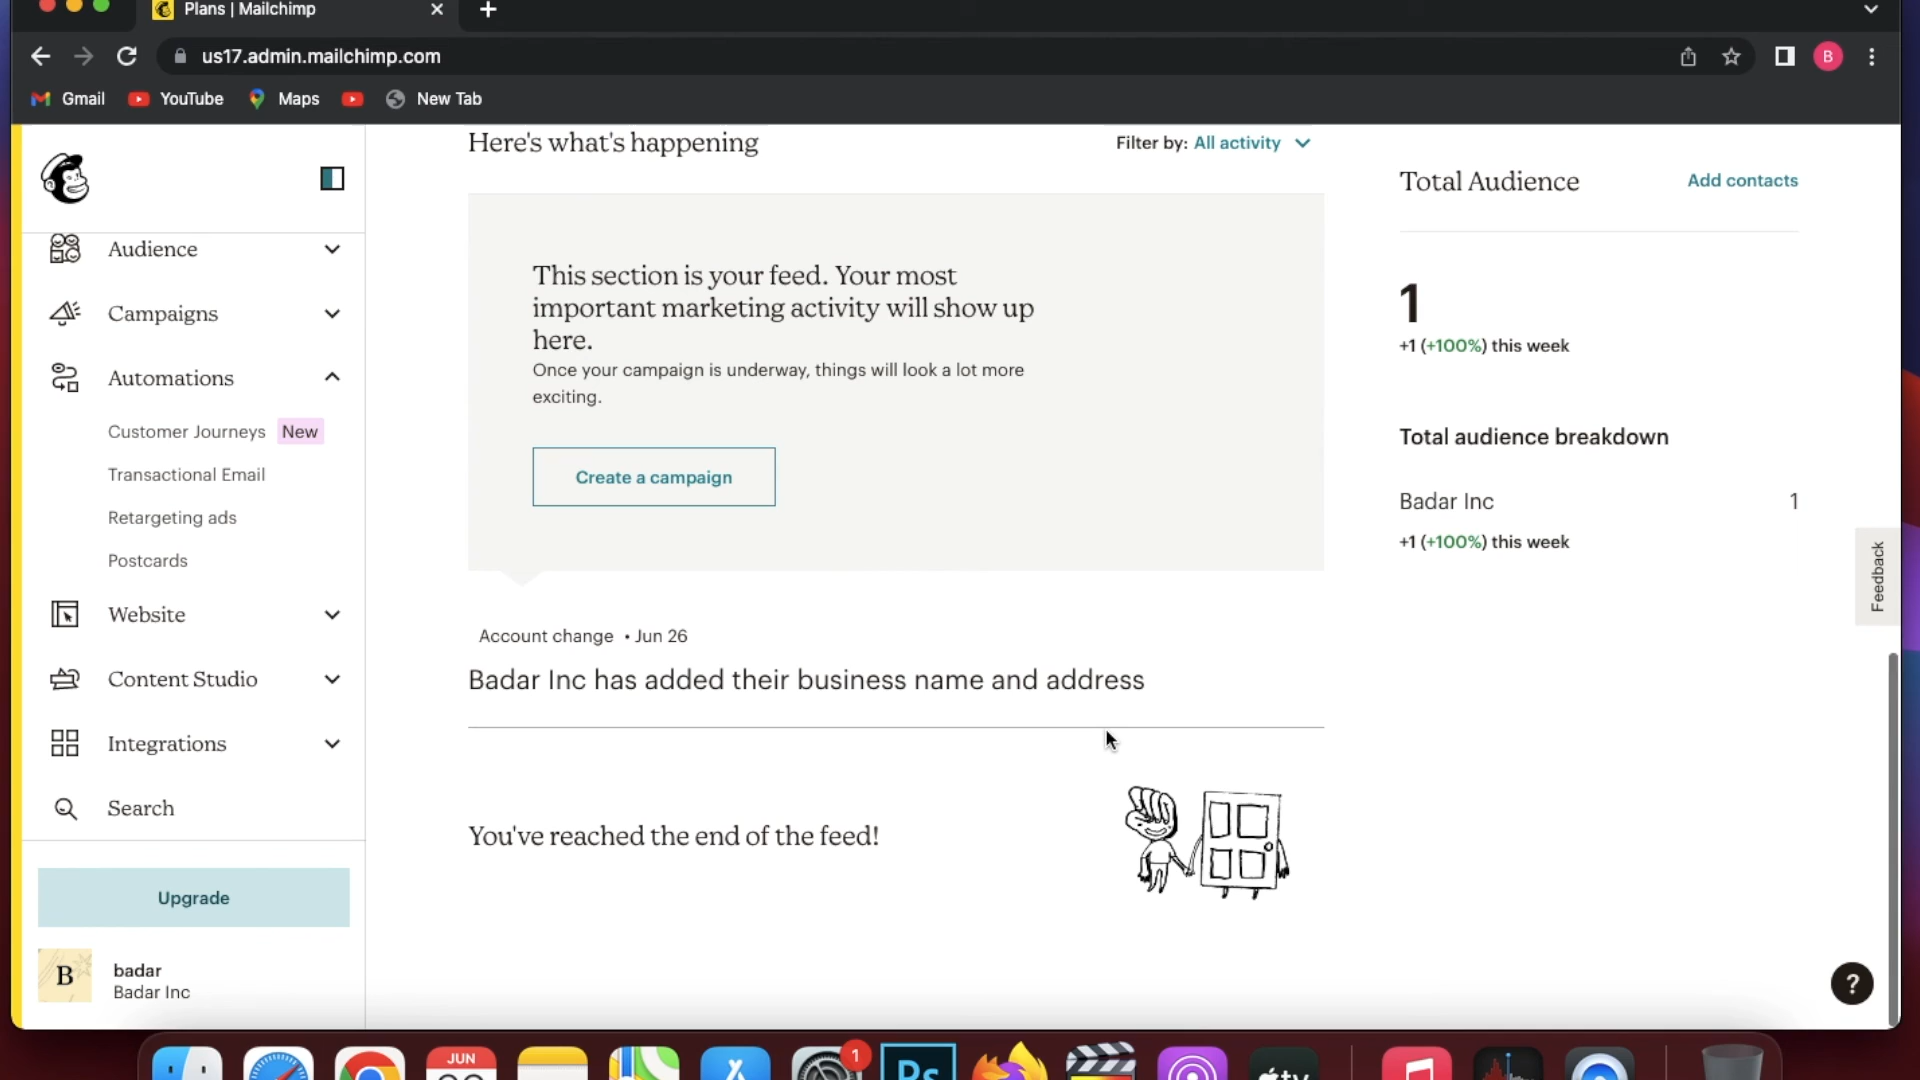 Plans | Mailchimp
us17.admin.mailchimp.com
B
Gmail
YouTube
Maps
New Tab
Audience
Campaigns
Automations
Customer Journeys New
Transactional Email
Retargeting ads
Postcards
Website
Content Studio
Integrations
Search
Upgrade
B
badar
Badar Inc
Here's what's happening
Filter by: All activity
This section is your feed. Your most
important marketing activity will show up
here.
Once your campaign is underway, things will look a lot more
exciting.
Create a campaign
Account change • Jun 26
Badar Inc has added their business name and address
You've reached the end of the feed!
Total Audience
Add contacts
1
+1 (+100%) this week
Total audience breakdown
Badar Inc 1
+1 (+100%) this week
Feedback
?
JUN
1
Ps
tv